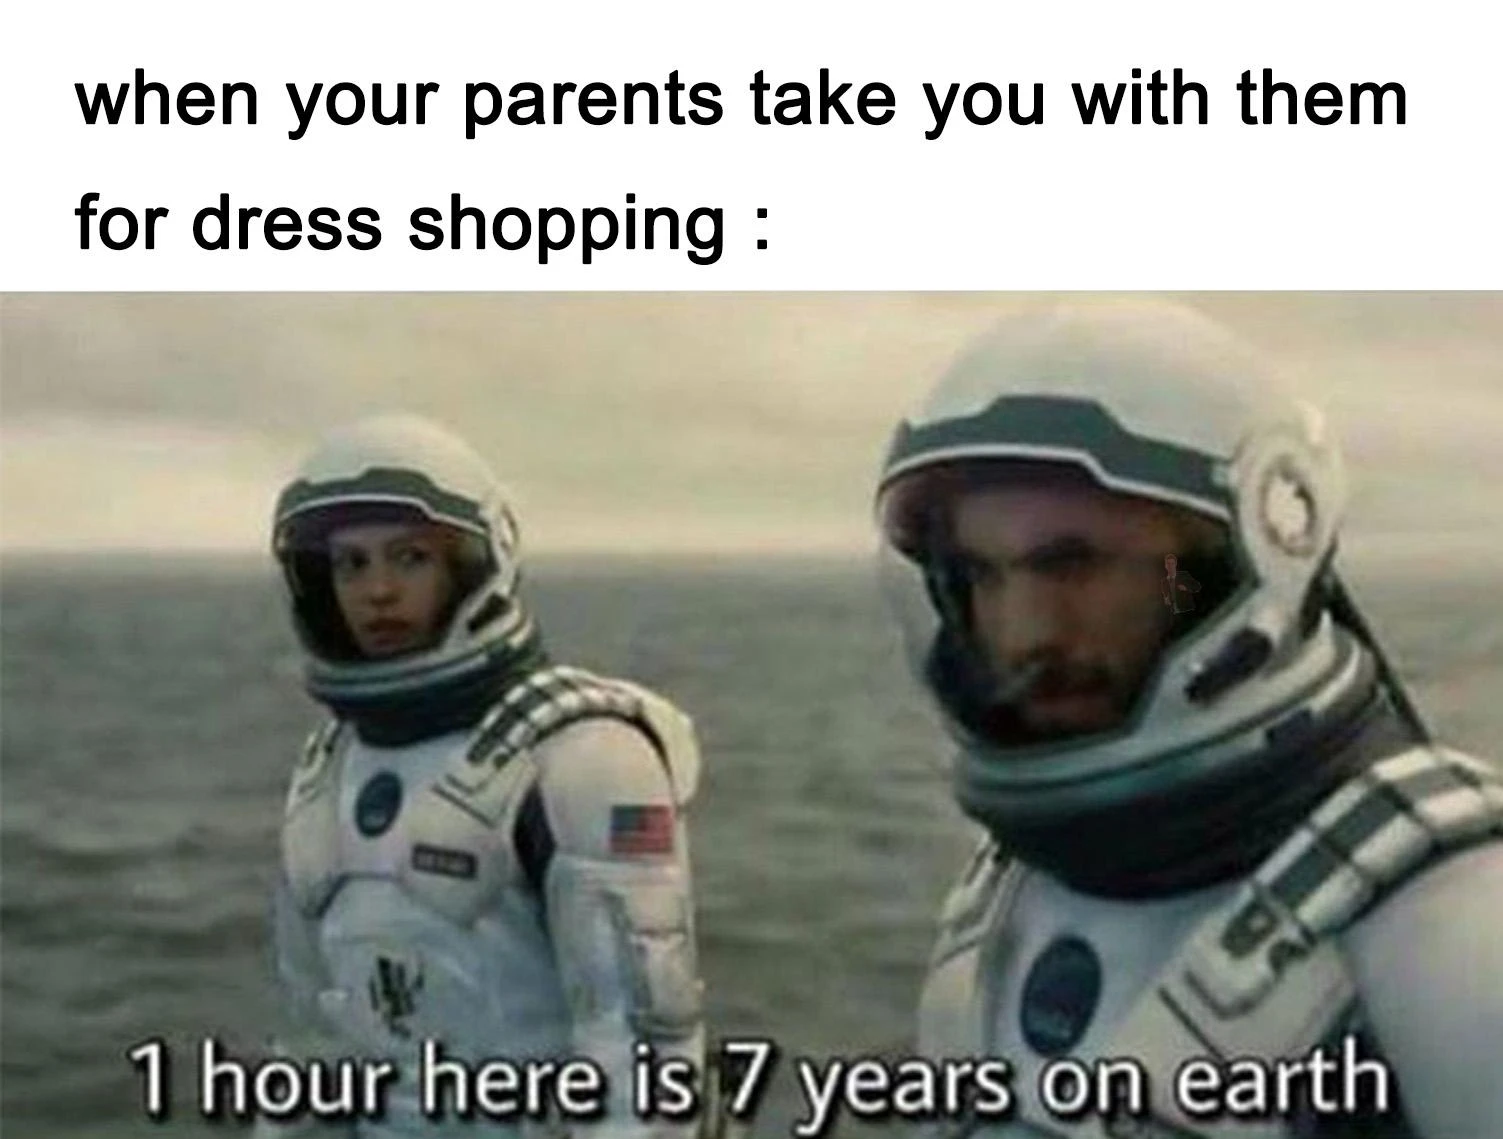 when your parents take you with them
for dress shopping :
1 hour here is 7 years on earth